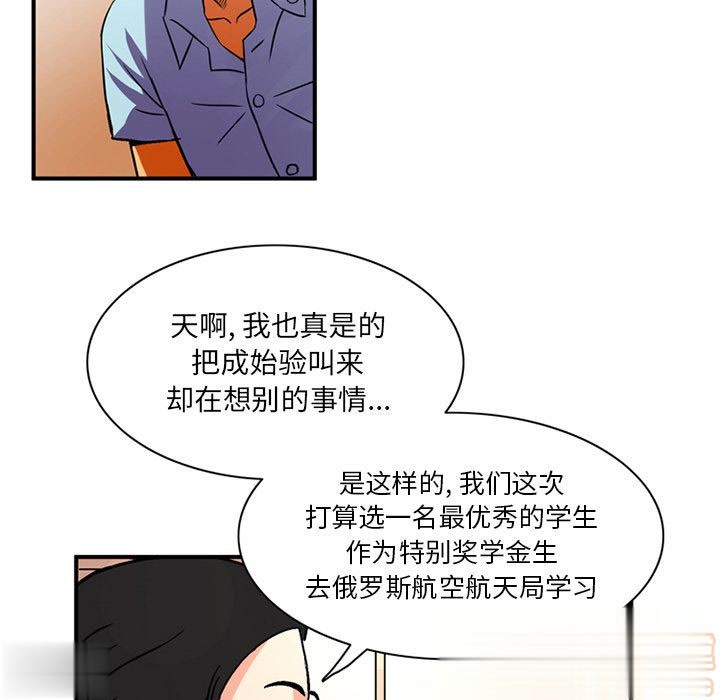 天啊, 我也真是的
把成始验叫来
却在想别的事情...
是这样的, 我们这次
打算选一名最优秀的学生
作为特别奖学金生
去俄罗斯航空航天局学习